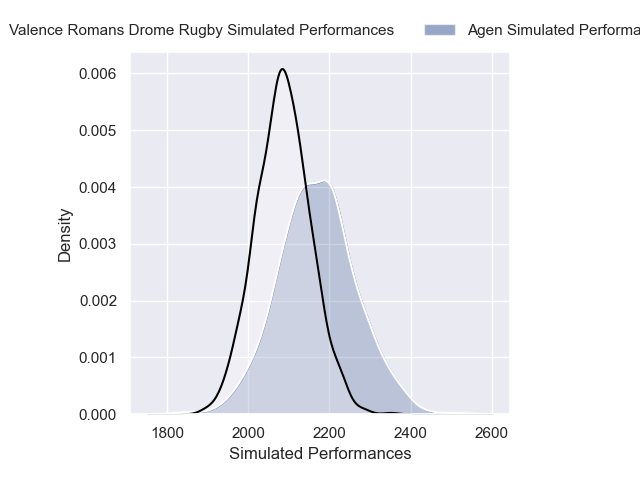 Valence Romans Drome Rugby Simulated Performances
Agen Simulated Performa
0.006
0.005
0.004
0.003
0.002
0.001
0.000
Density
1800 2000 2200 2400 2600
Simulated Performances